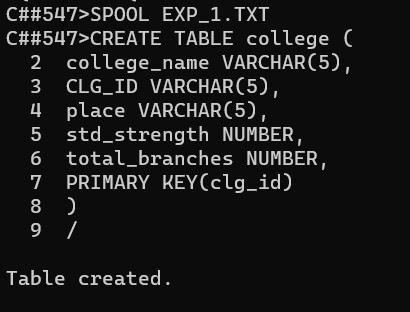 C##547>SPOOL EXP_1.TXT
C##547>CREATE TABLE college (
  2  college_name VARCHAR(5),
  3  CLG_ID VARCHAR(5),
  4  place VARCHAR(5),
  5  std_strength NUMBER,
  6  total_branches NUMBER,
  7  PRIMARY KEY(clg_id)
  8  )
  9  /
Table created.